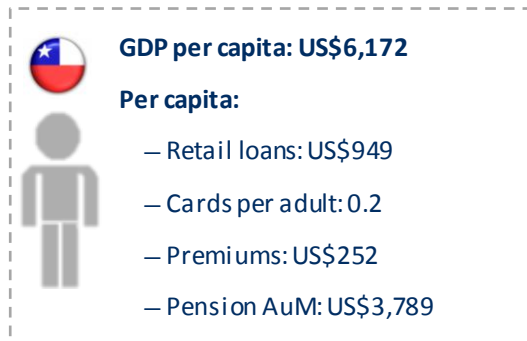 GDP per capita: US$6,172
Per capita:
— Retail loans: US$949
— Cards per adult: 0.2
— Premiums: US$252
— Pension AuM: US$3,789